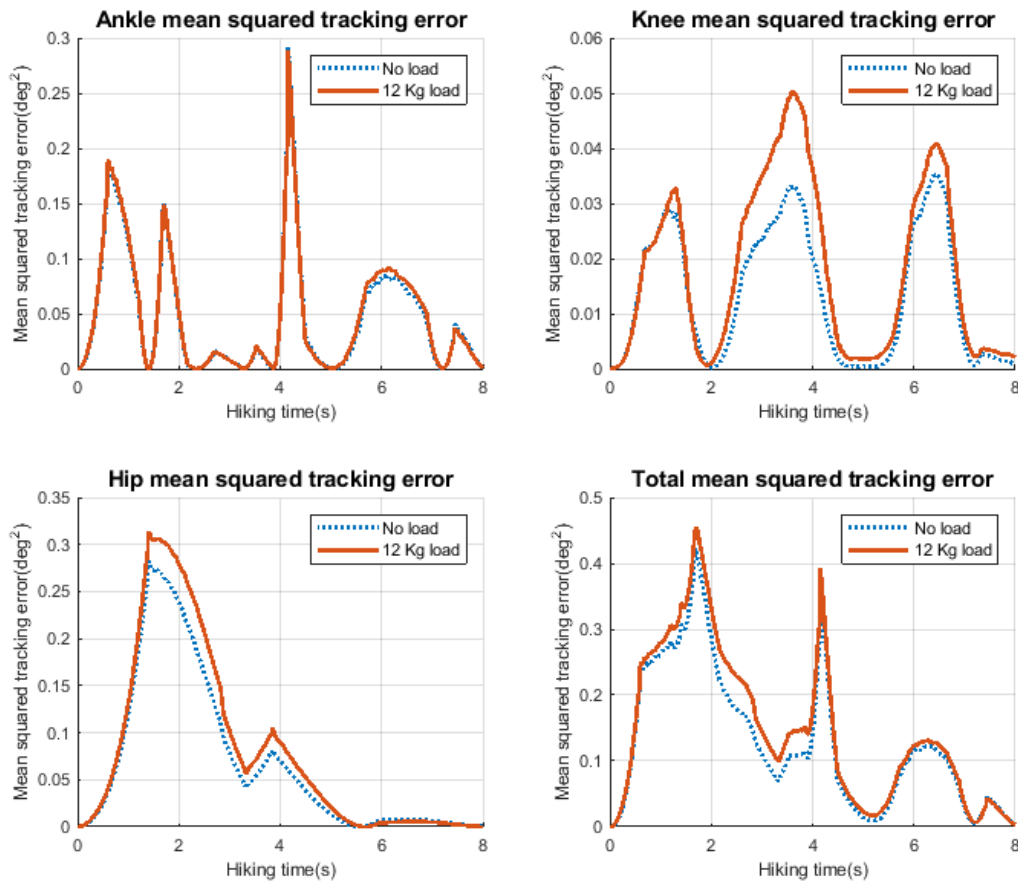 Ankle mean squared tracking error
Mean squared tracking error(deg²)
0.3
0.25
0.2
0.15
0.1
0.05
0
No load
12 Kg load
0 2 4 6 8
Hiking time(s)
Knee mean squared tracking error
Mean squared tracking error(deg²)
0.06
0.05
0.04
0.03
0.02
0.01
0
No load
12 Kg load
0 2 4 6 8
Hiking time(s)
Hip mean squared tracking error
Mean squared tracking error(deg²)
0.35
0.3
0.25
0.2
0.15
0.1
0.05
0
No load
12 Kg load
0 2 4 6 8
Hiking time(s)
Total mean squared tracking error
Mean squared tracking error(deg²)
0.5
0.4
0.3
0.2
0.1
0
No load
12 Kg load
0 2 4 6 8
Hiking time(s)